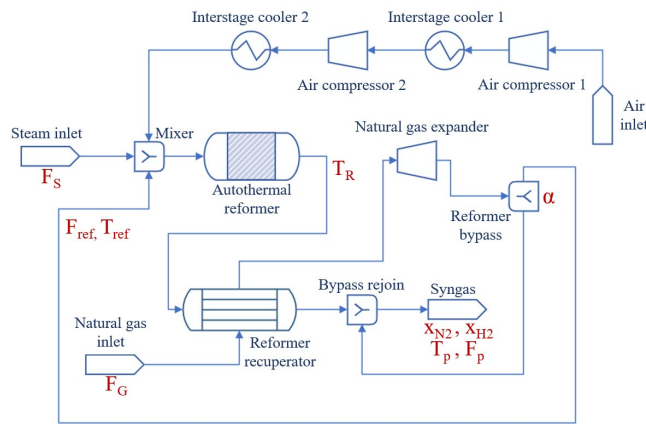 Interstage cooler 2
Interstage cooler 1
Air compressor 2
Air compressor 1
Air
inlet
Steam inlet
F_S
Mixer
Autothermal
reformer
T_R
Natural gas expander
Reformer
bypass
α
F_ref, T_ref
Natural gas
inlet
F_G
Reformer
recuperator
Bypass rejoin
Syngas
x_N2 , x_H2
T_p , F_p